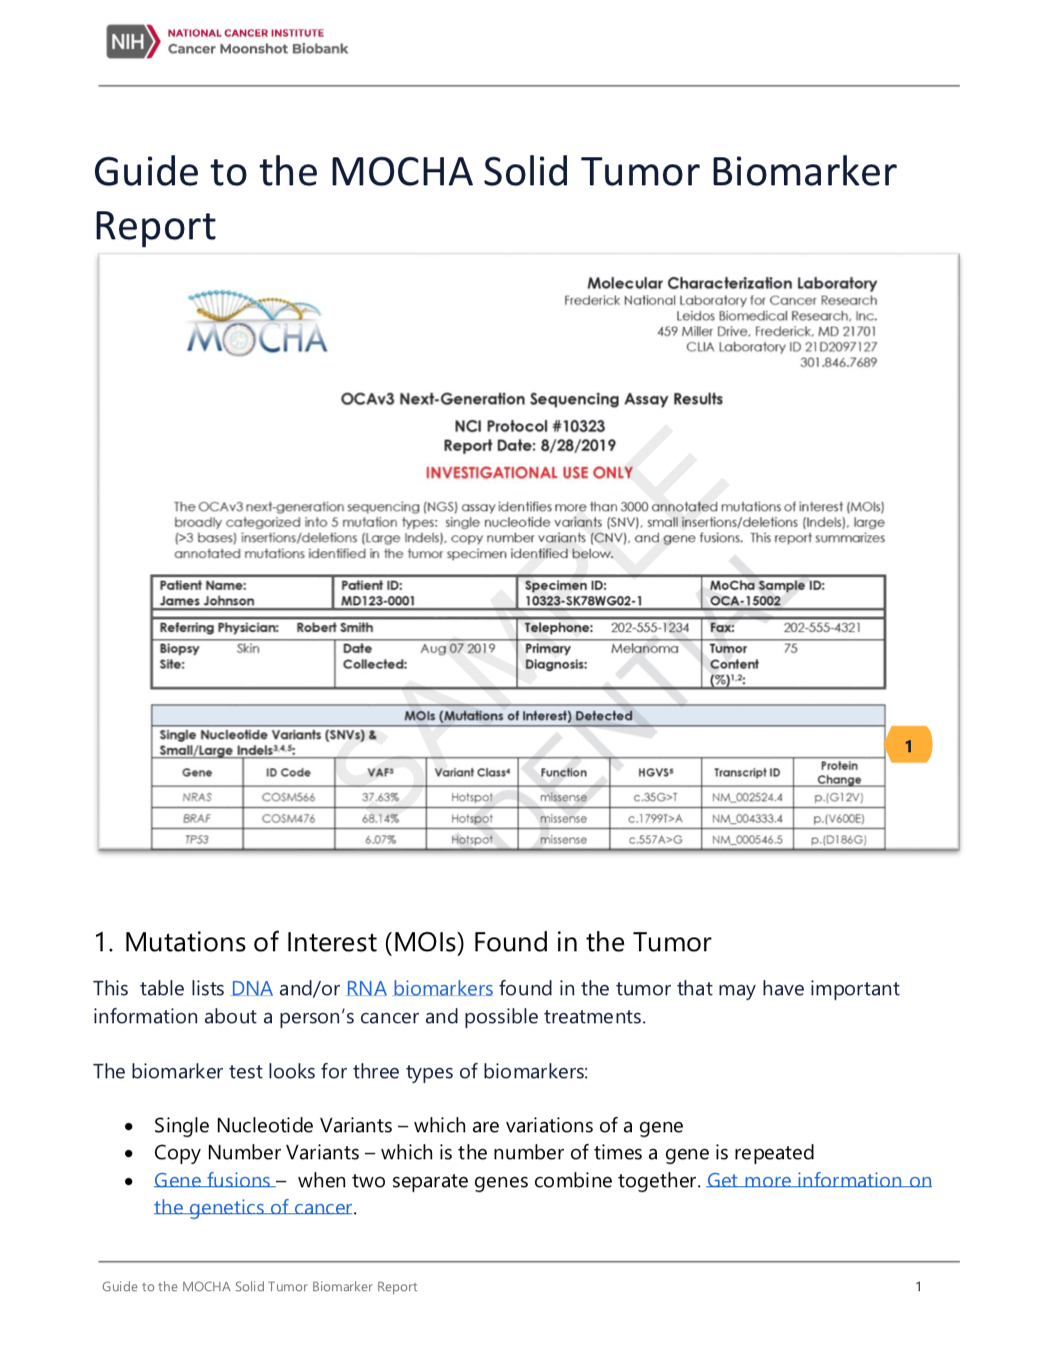 NIH NATIONAL CANCER INSTITUTE
Cancer Moonshot Biobank
Guide to the MOCHA Solid Tumor Biomarker
Report
MOCHA
Molecular Characterization Laboratory
Frederick National Laboratory for Cancer Research
Leidos Biomedical Research, Inc.
459 Miller Drive, Frederick, MD 21701
CLIA Laboratory ID 21D2097127
301.846.7689
OCAv3 Next-Generation Sequencing Assay Results
NCI Protocol #10323
Report Date: 8/28/2019
INVESTIGATIONAL USE ONLY
The OCAv3 next-generation sequencing (NGS) assay identifies more than 3000 annotated mutations of interest (MOIs)
broadly categorized into 5 mutation types: single nucleotide variants (SNV), small insertions/deletions (Indels), large
(>3 bases) insertions/deletions (Large Indels), copy number variants (CNV), and gene fusions. This report summarizes
annotated mutations identified in the tumor specimen identified below.
Patient Name: Patient ID: Specimen ID: MoCha Sample ID:
James Johnson MD123-0001 10323-SK78WG02-1 OCA-15002
Referring Physician: Robert Smith Telephone: 202-555-1234 Fax: 202-555-4321
Biopsy Skin Date Aug 07 2019 Primary Melanoma Tumor 75
Site: Collected: Diagnosis: Content
(%)¹,²:
MOIs (Mutations of Interest) Detected
Single Nucleotide Variants (SNVs) &
Small/Large Indels³,⁴,⁵:
1
Gene ID Code VAF³ Variant Class⁴ Function HGVS⁵ Transcript ID Protein Change
NRAS COSM566 37.63% Hotspot missense c.35G>T NM_002524.4 p.(G12V)
BRAF COSM476 68.14% Hotspot missense c.1799T>A NM_004333.4 p.(V600E)
TP53 6.07% Hotspot missense c.557A>G NM_000546.5 p.(D186G)
SAMPLE
DENTIAL
1. Mutations of Interest (MOIs) Found in the Tumor
This table lists DNA and/or RNA biomarkers found in the tumor that may have important
information about a person's cancer and possible treatments.
The biomarker test looks for three types of biomarkers:
• Single Nucleotide Variants – which are variations of a gene
• Copy Number Variants – which is the number of times a gene is repeated
• Gene fusions – when two separate genes combine together. Get more information on
the genetics of cancer.
Guide to the MOCHA Solid Tumor Biomarker Report 1